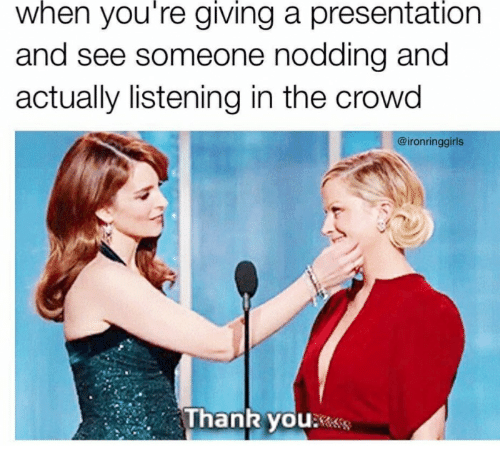 when you're giving a presentation
and see someone nodding and
actually listening in the crowd
@ironringgirls
Thank you.